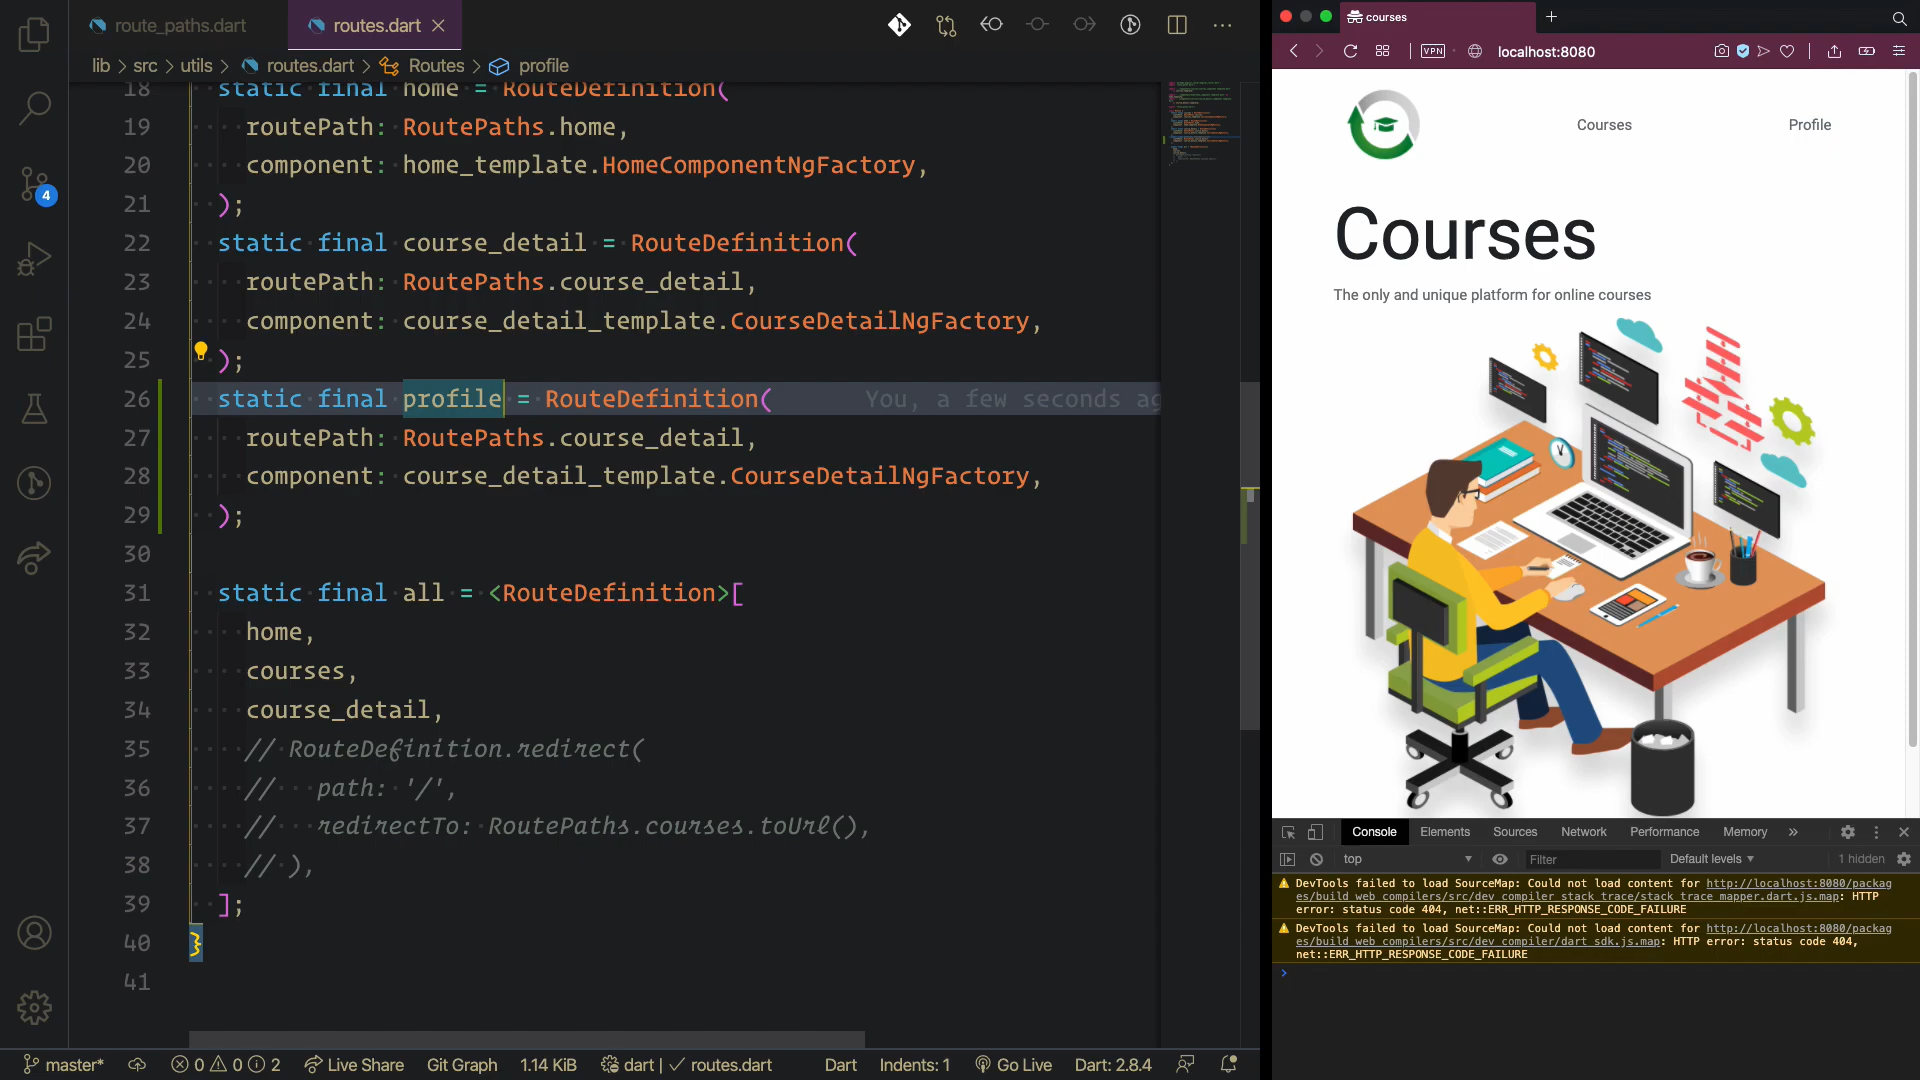 route_paths.dart
routes.dart
lib > src > utils > routes.dart > Routes > profile
18 static final home = RouteDefinition(
19 routePath: RoutePaths.home,
20 component: home_template.HomeComponentNgFactory,
21 );
22 static final course_detail = RouteDefinition(
23 routePath: RoutePaths.course_detail,
24 component: course_detail_template.CourseDetailNgFactory,
25 );
26 static final profile = RouteDefinition( You, a few seconds ag
27 routePath: RoutePaths.course_detail,
28 component: course_detail_template.CourseDetailNgFactory,
29 );
30
31 static final all = <RouteDefinition>[
32 home,
33 courses,
34 course_detail,
35 // RouteDefinition.redirect(
36 // path: '/',
37 // redirectTo: RoutePaths.courses.toUrl(),
38 // ),
39 ];
40 }
41
4
master* 0 0 2 Live Share Git Graph 1.14 KiB dart | routes.dart Dart Indents: 1 Go Live Dart: 2.8.4
courses
VPN localhost:8080
Courses Profile
Courses
The only and unique platform for online courses
Console Elements Sources Network Performance Memory »
top Filter Default levels 1 hidden
DevTools failed to load SourceMap: Could not load content for http://localhost:8080/packag
es/build_web_compilers/src/dev_compiler_stack_trace/stack_trace_mapper.dart.js.map: HTTP
error: status code 404, net::ERR_HTTP_RESPONSE_CODE_FAILURE
DevTools failed to load SourceMap: Could not load content for http://localhost:8080/packag
es/build_web_compilers/src/dev_compiler/dart_sdk.js.map: HTTP error: status code 404,
net::ERR_HTTP_RESPONSE_CODE_FAILURE